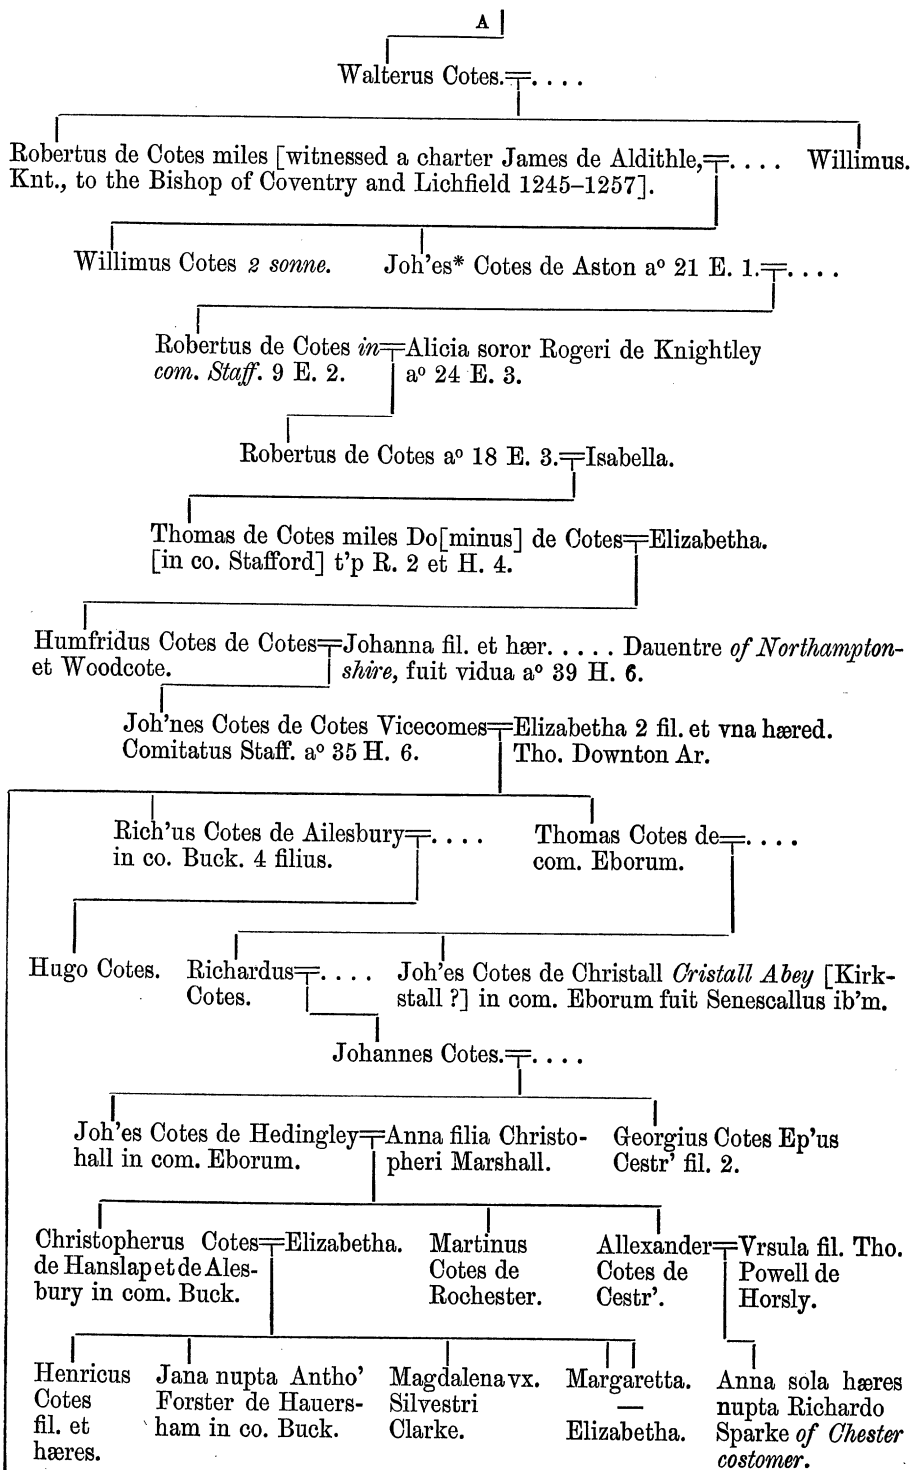 A
Walterus Cotes.=. . . .
Robertus de Cotes miles [witnessed a charter James de Aldithle,=. . . . Willimus.
Knt., to the Bishop of Coventry and Lichfield 1245–1257].
Willimus Cotes 2 sonne. Joh'es* Cotes de Aston aº 21 E. 1.=. . . .
Robertus de Cotes in=Alicia soror Rogeri de Knightley
com. Staff. 9 E. 2. aº 24 E. 3.
Robertus de Cotes aº 18 E. 3.=Isabella.
Thomas de Cotes miles Do[minus] de Cotes=Elizabetha.
[in co. Stafford] t'p R. 2 et H. 4.
Humfridus Cotes de Cotes=Johanna fil. et hær. . . . . Dauentre of Northampton-
et Woodcote. shire, fuit vidua aº 39 H. 6.
Joh'nes Cotes de Cotes Vicecomes=Elizabetha 2 fil. et vna hæred.
Comitatus Staff. aº 35 H. 6. Tho. Downton Ar.
Rich'us Cotes de Ailesbury=. . . . Thomas Cotes de=. . . .
in co. Buck. 4 filius. com. Eborum.
Hugo Cotes. Richardus=. . . . Joh'es Cotes de Christall Cristall Abey [Kirk-
Cotes. stall ?] in com. Eborum fuit Senescallus ib'm.
Johannes Cotes.=. . . .
Joh'es Cotes de Hedingley=Anna filia Christo- Georgius Cotes Ep'us
hall in com. Eborum. pheri Marshall. Cestr' fil. 2.
Christopherus Cotes=Elizabetha. Martinus Allexander=Vrsula fil. Tho.
de Hanslap et de Ales- Cotes de Cotes de Powell de
bury in com. Buck. Rochester. Cestr'. Horsly.
Henricus Jana nupta Antho' Magdalena vx. Margaretta. Anna sola hæres
Cotes Forster de Hauers- Silvestri — nupta Richardo
fil. et ham in co. Buck. Clarke. Elizabetha. Sparke of Chester
hæres. costomer.